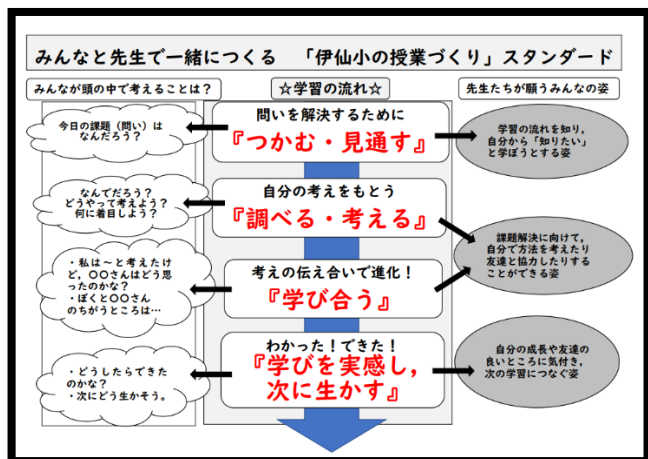 みんなと先生で一緒につくる　「伊仙小の授業づくり」スタンダード
みんなが頭の中で考えることは？
☆学習の流れ☆
先生たちが願うみんなの姿
今日の課題（問い）は
なんだろう？
問いを解決するために
『つかむ・見通す』
学習の流れを知り，
自分から「知りたい」
と学ぼうとする姿
なんでだろう？
どうやって考えよう？
何に着目しよう？
自分の考えをもとう
『調べる・考える』
課題解決に向けて，
自分で方法を考えたり
友達と協力したりする
ことができる姿
・私は～と考えたけ
ど，〇〇さんはどう思
ったのかな？
・ぼくと〇〇さん
のちがうところは…
考えの伝え合いで進化！
『学び合う』
・どうしたらできた
のかな？
・次にどう生かそう。
わかった！できた！
『学びを実感し，
次に生かす』
自分の成長や友達の
良いところに気付き，
次の学習につなぐ姿